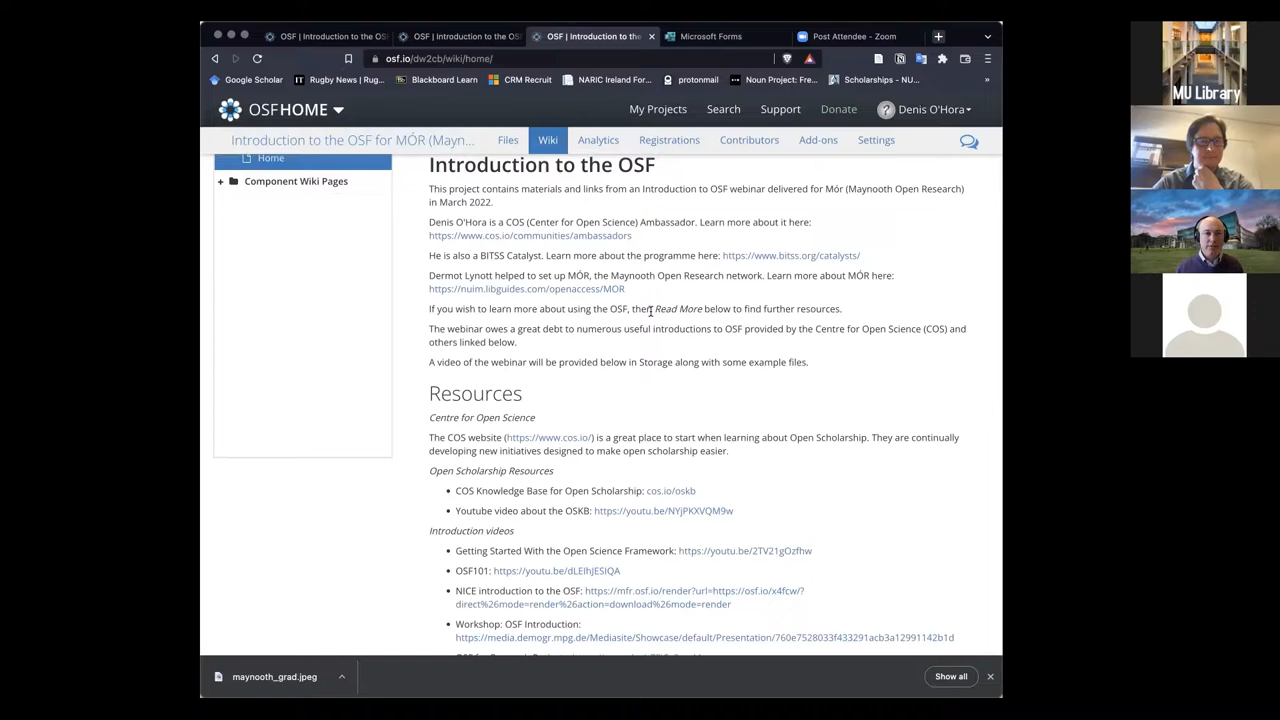 OSF | Introduction to the OS
OSF | Introduction to the OSF
OSF | Introduction to the
Microsoft Forms
Post Attendee - Zoom
osf.io/dw2cb/wiki/home/
Google Scholar
Rugby News | Rug...
Blackboard Learn
CRM Recruit
NARIC Ireland For...
protonmail
Noun Project: Fre...
Scholarships - NU...
OSFHOME
My Projects
Search
Support
Donate
Denis O'Hora
Introduction to the OSF for MÓR (Mayn...
Files
Wiki
Analytics
Registrations
Contributors
Add-ons
Settings
Home
Component Wiki Pages
Introduction to the OSF
This project contains materials and links from an Introduction to OSF webinar delivered for Mór (Maynooth Open Research)
in March 2022.
Denis O'Hora is a COS (Center for Open Science) Ambassador. Learn more about it here:
https://www.cos.io/communities/ambassadors
He is also a BITSS Catalyst. Learn more about the programme here: https://www.bitss.org/catalysts/
Dermot Lynott helped to set up MÓR, the Maynooth Open Research network. Learn more about MÓR here:
https://nuim.libguides.com/openaccess/MOR
If you wish to learn more about using the OSF, then Read More below to find further resources.
The webinar owes a great debt to numerous useful introductions to OSF provided by the Centre for Open Science (COS) and
others linked below.
A video of the webinar will be provided below in Storage along with some example files.
Resources
Centre for Open Science
The COS website (https://www.cos.io/) is a great place to start when learning about Open Scholarship. They are continually
developing new initiatives designed to make open scholarship easier.
Open Scholarship Resources
COS Knowledge Base for Open Scholarship: cos.io/oskb
Youtube video about the OSKB: https://youtu.be/NYjPKXVQM9w
Introduction videos
Getting Started With the Open Science Framework: https://youtu.be/2TV21gOzfhw
OSF101: https://youtu.be/dLEIhJESIQA
NICE introduction to the OSF: https://mfr.osf.io/render?url=https://osf.io/x4fcw/?
direct%26mode=render%26action=download%26mode=render
Workshop: OSF Introduction:
https://media.demogr.mpg.de/Mediasite/Showcase/default/Presentation/760e7528033f433291acb3a12991142b1d
maynooth_grad.jpeg
Show all
MU Library